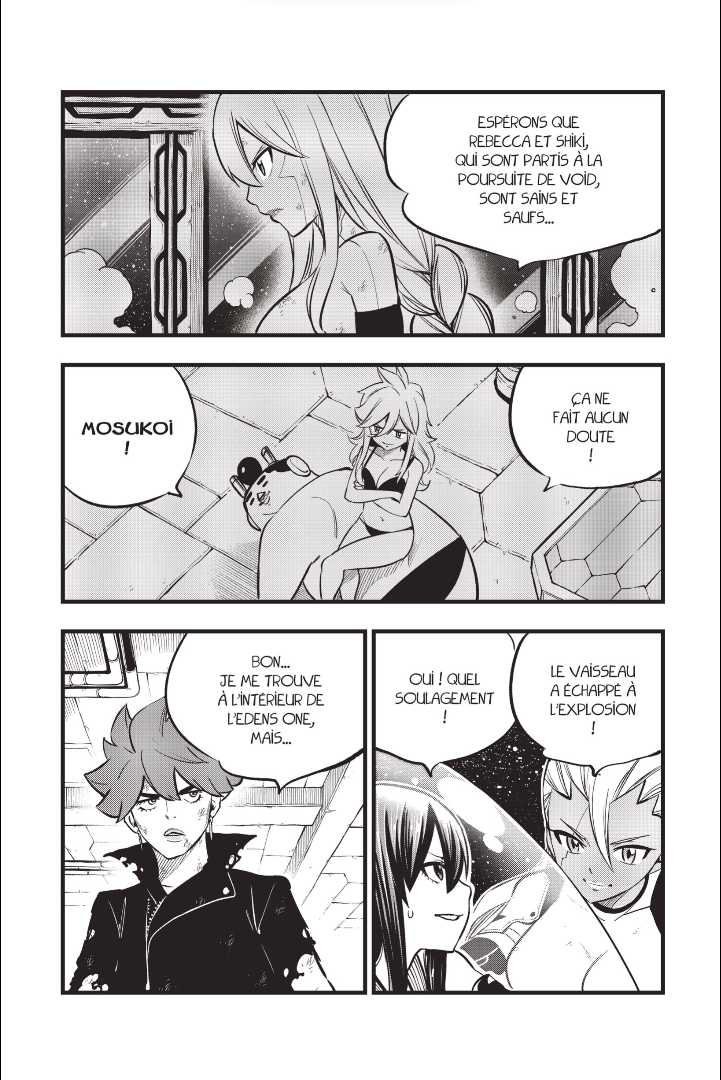 ESPÉRONS QUE
REBECCA ET SHIKI,
QUI SONT PARTIS À LA
POURSUITE DE VOID,
SONT SAINS ET
SAUFS...
MOSUKOI
!
ÇA NE
FAIT AUCUN
DOUTE
!
BON...
JE ME TROUVE
À L'INTÉRIEUR DE
L'EDENS ONE,
MAIS...
OUI ! QUEL
SOULAGEMENT
!
LE VAISSEAU
A ÉCHAPPÉ À
L'EXPLOSION
!